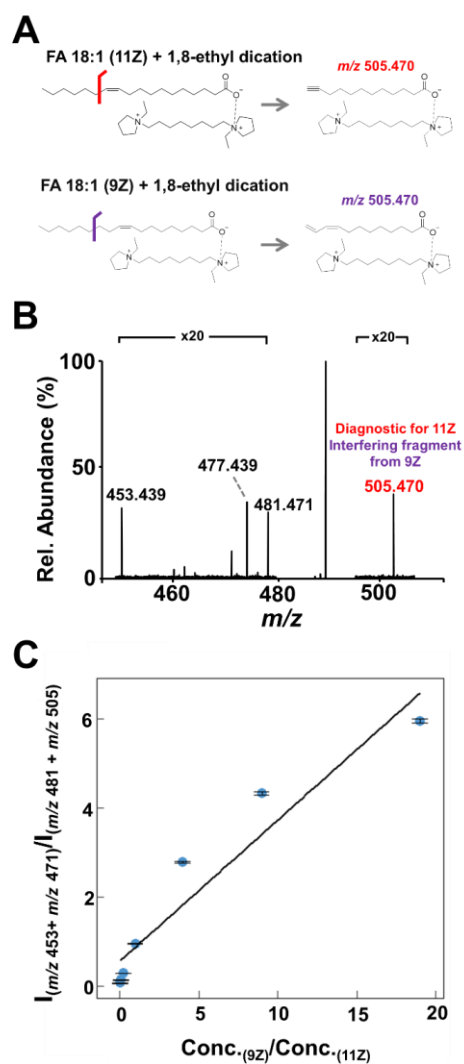 A
FA 18:1 (11Z) + 1,8-ethyl dication
m/z 505.470
O
O⁻
N⁺
N⁺
O
O⁻
N⁺
N⁺
FA 18:1 (9Z) + 1,8-ethyl dication
m/z 505.470
O
O⁻
N⁺
N⁺
O
O⁻
N⁺
N⁺
B
x20
x20
100
50
0
Rel. Abundance (%)
453.439
477.439
481.471
Diagnostic for 11Z
Interfering fragment
from 9Z
505.470
460
480
500
m/z
C
I(m/z 453+ m/z 471)/I(m/z 481 + m/z 505)
6
4
2
0
0
5
10
15
20
Conc.(9Z)/Conc.(11Z)